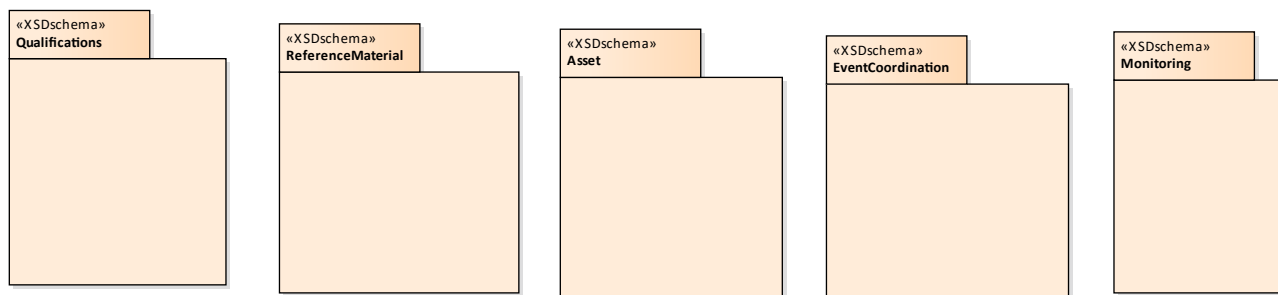 «XSDschema»
Qualifications
«XSDschema»
ReferenceMaterial
«XSDschema»
Asset
«XSDschema»
EventCoordination
«XSDschema»
Monitoring